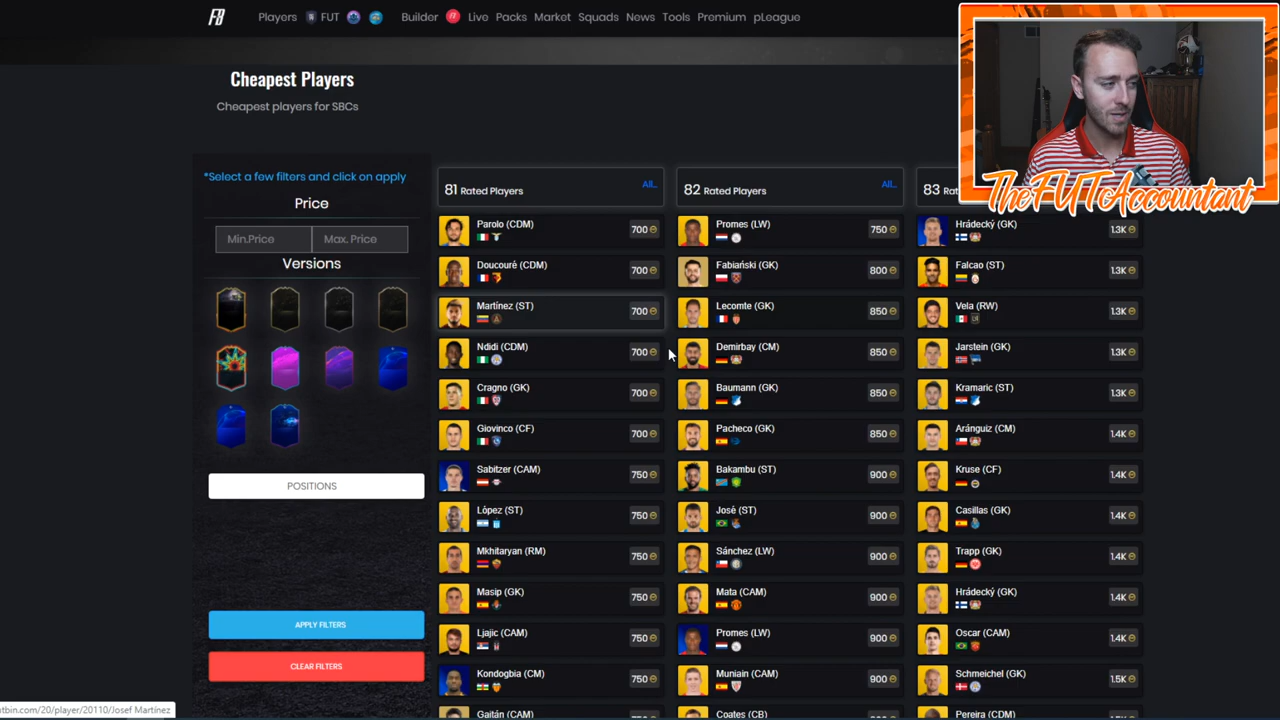 F8
Players
FUT
Builder
Live
Packs
Market
Squads
News
Tools
Premium
pLeague
TheFUTAccountant
Cheapest Players
Cheapest players for SBCs
*Select a few filters and click on apply
Price
Min.Price
Max. Price
Versions
POSITIONS
APPLY FILTERS
CLEAR FILTERS
81 Rated Players
All..
Parolo (CDM)
700
Doucouré (CDM)
700
Martínez (ST)
700
Ndidi (CDM)
700
Cragno (GK)
700
Giovinco (CF)
700
Sabitzer (CAM)
750
López (ST)
750
Mkhitaryan (RM)
750
Masip (GK)
750
Ljajic (CAM)
750
Kondogbia (CM)
750
Gaitán (CAM)
82 Rated Players
All..
Promes (LW)
750
Fabiański (GK)
800
Lecomte (GK)
850
Demirbay (CM)
850
Baumann (GK)
850
Pacheco (GK)
850
Bakambu (ST)
900
José (ST)
900
Sánchez (LW)
900
Mata (CAM)
900
Promes (LW)
900
Muniain (CAM)
900
Coates (CB)
83 Rated
Hrádecký (GK)
1.3K
Falcao (ST)
1.3K
Vela (RW)
1.3K
Jarstein (GK)
1.3K
Kramaric (ST)
1.3K
Aránguiz (CM)
1.4K
Kruse (CF)
1.4K
Casillas (GK)
1.4K
Trapp (GK)
1.4K
Hrádecký (GK)
1.4K
Oscar (CAM)
1.4K
Schmeichel (GK)
1.5K
Pereira (CDM)
utbin.com/20/player/20110/Josef Martínez